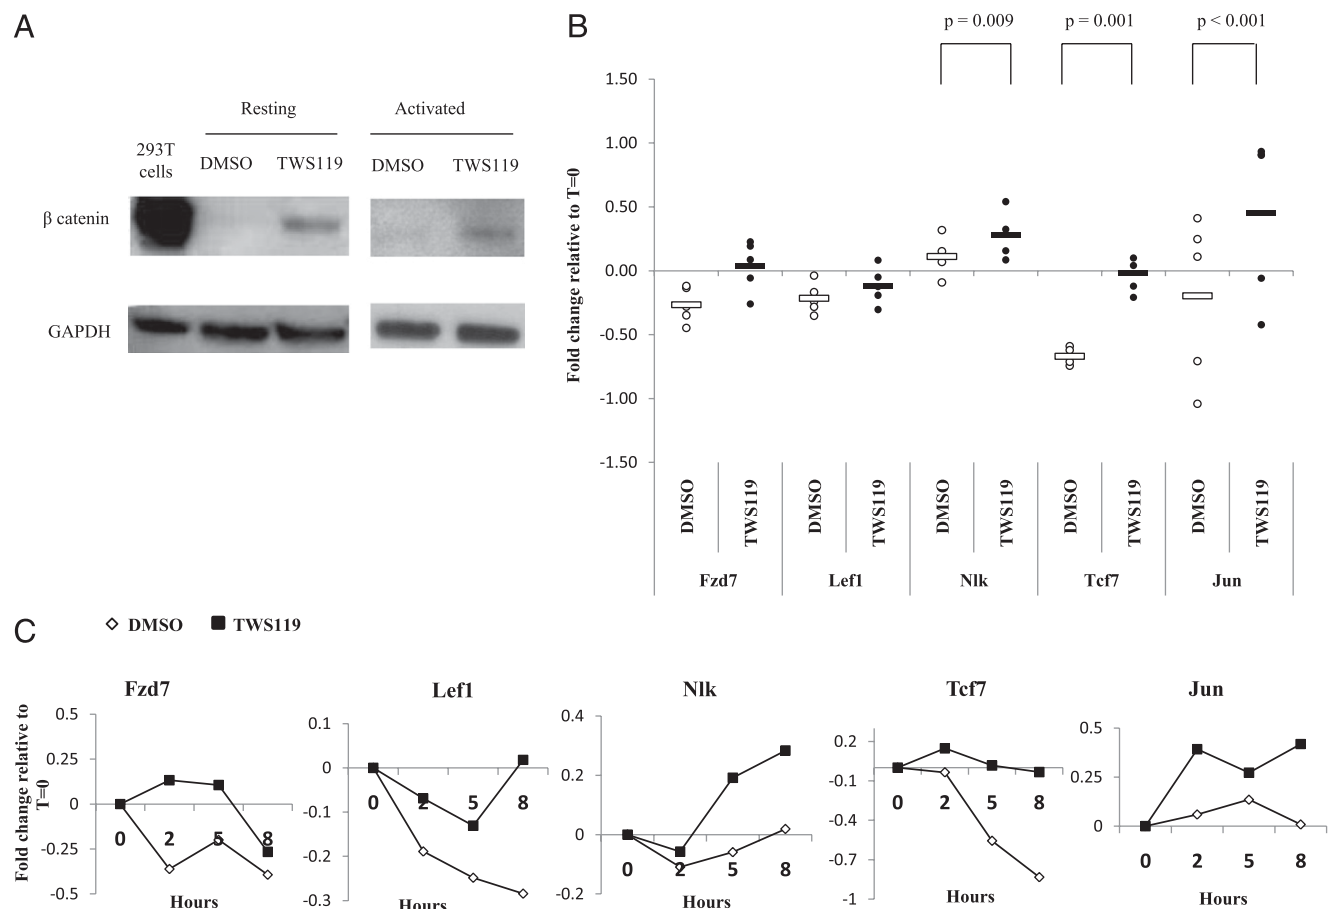 A
Resting
Activated
293T
cells
DMSO
TWS119
DMSO
TWS119
β catenin
GAPDH
B
p = 0.009
p = 0.001
p < 0.001
Fold change relative to T=0
1.50
1.00
0.50
0.00
-0.50
-1.00
-1.50
DMSO
TWS119
DMSO
TWS119
DMSO
TWS119
DMSO
TWS119
DMSO
TWS119
Fzd7
Lef1
Nlk
Tcf7
Jun
C
DMSO
TWS119
Fold change relative to
T=0
Fzd7
0.5
0.25
0
-0.25
-0.5
0 2 5 8
Hours
Lef1
0.1
0
-0.1
-0.2
-0.3
0 2 5 8
Hours
Nlk
0.4
0.2
0
-0.2
0 2 5 8
Hours
Tcf7
0.2
-0.1
-0.4
-0.7
-1
0 2 5 8
Hours
Jun
0.5
0.25
0
0 2 5 8
Hours